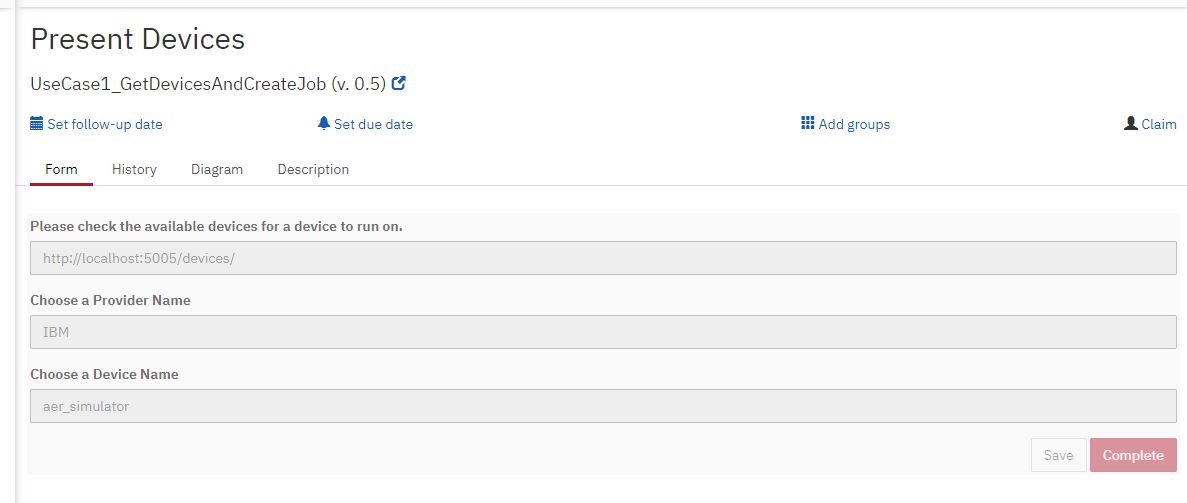 Present Devices
UseCase1_GetDevicesAndCreateJob (v. 0.5)
Set follow-up date
Set due date
Add groups
Claim
Form
History
Diagram
Description
Please check the available devices for a device to run on.
http://localhost:5005/devices/
Choose a Provider Name
IBM
Choose a Device Name
aer_simulator
Save
Complete